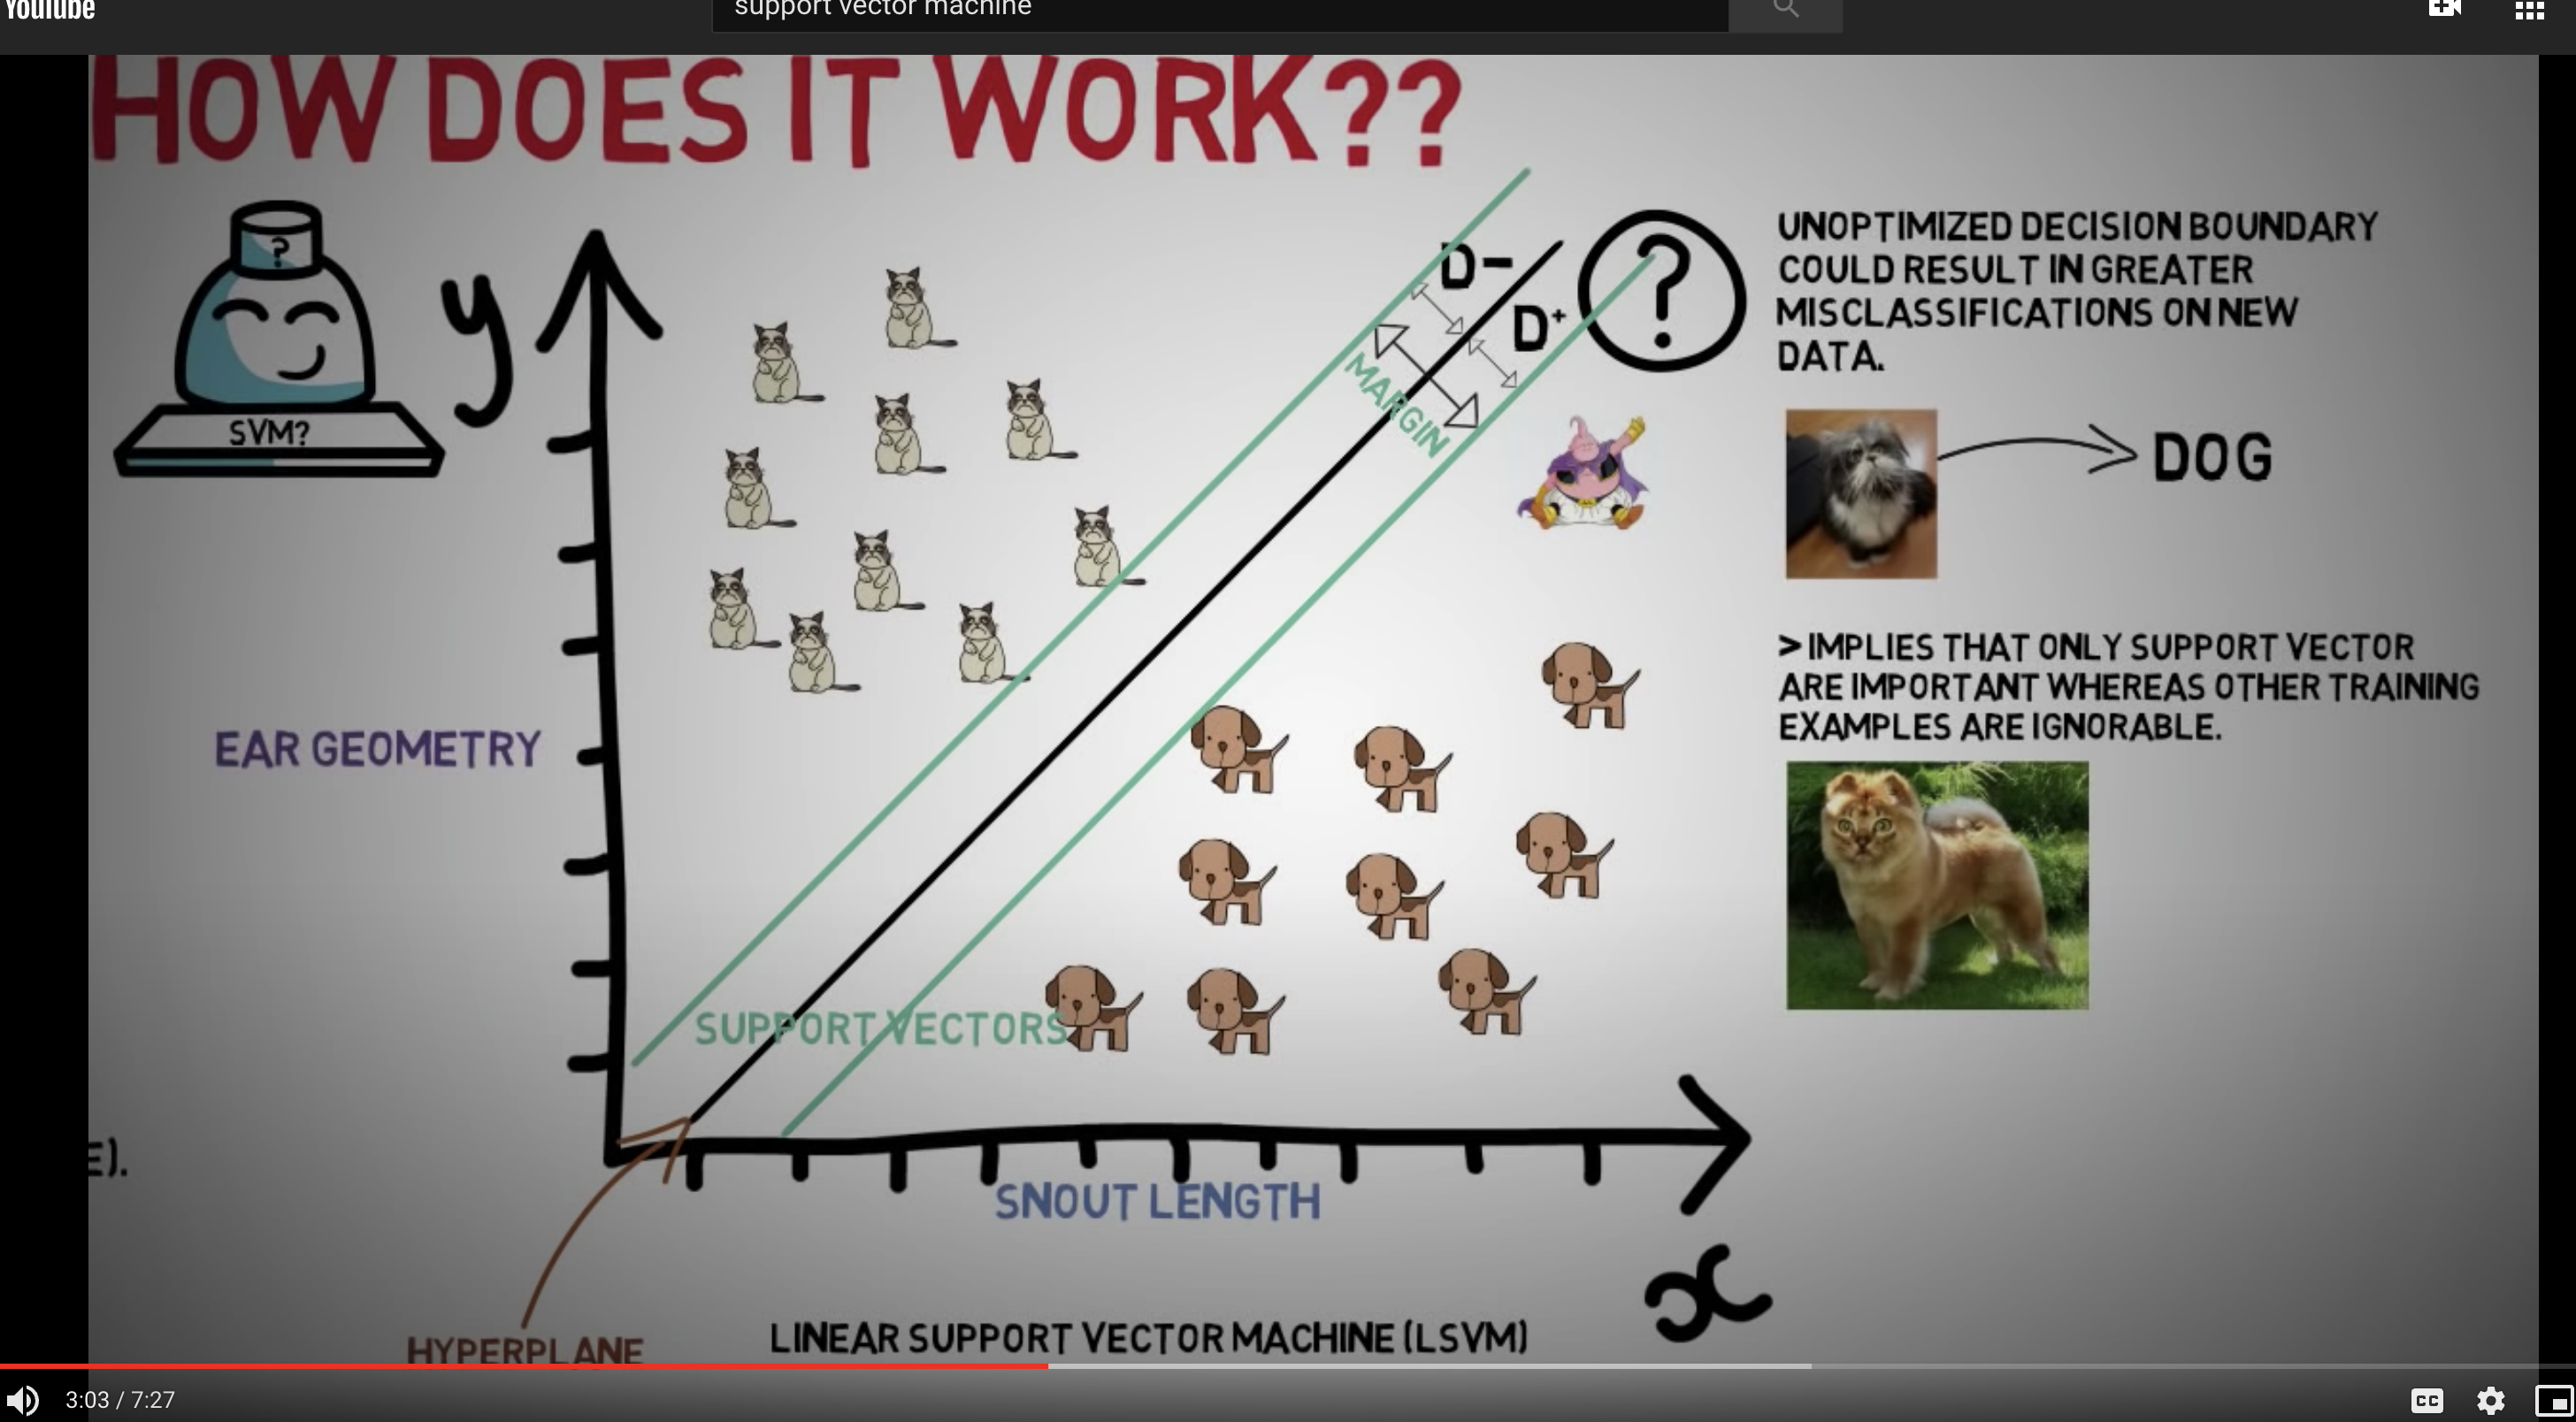 YouTube
support vector machine
HOW DOES IT WORK??
?
SVM?
y
D-
D+
?
MARGIN
UNOPTIMIZED DECISION BOUNDARY
COULD RESULT IN GREATER
MISCLASSIFICATIONS ON NEW
DATA.
DOG
> IMPLIES THAT ONLY SUPPORT VECTOR
ARE IMPORTANT WHEREAS OTHER TRAINING
EXAMPLES ARE IGNORABLE.
EAR GEOMETRY
SUPPORT VECTORS
E).
SNOUT LENGTH
x
HYPERPLANE
LINEAR SUPPORT VECTOR MACHINE (LSVM)
3:03 / 7:27
CC